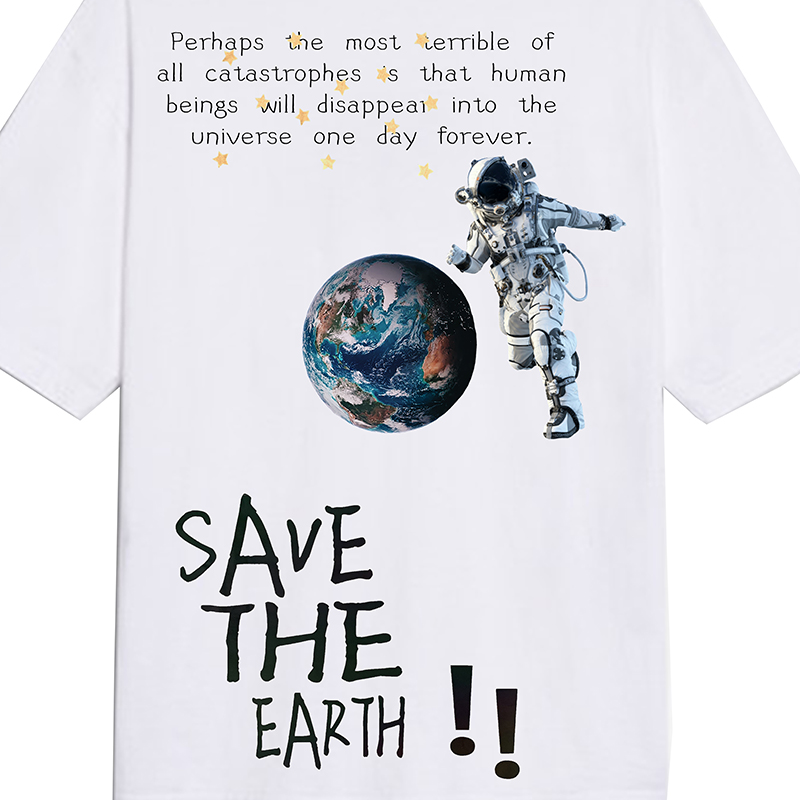 Perhaps the most terrible of
all catastrophes is that human
beings will disappear into the
universe one day forever.
SAVE
THE
EARTH !!